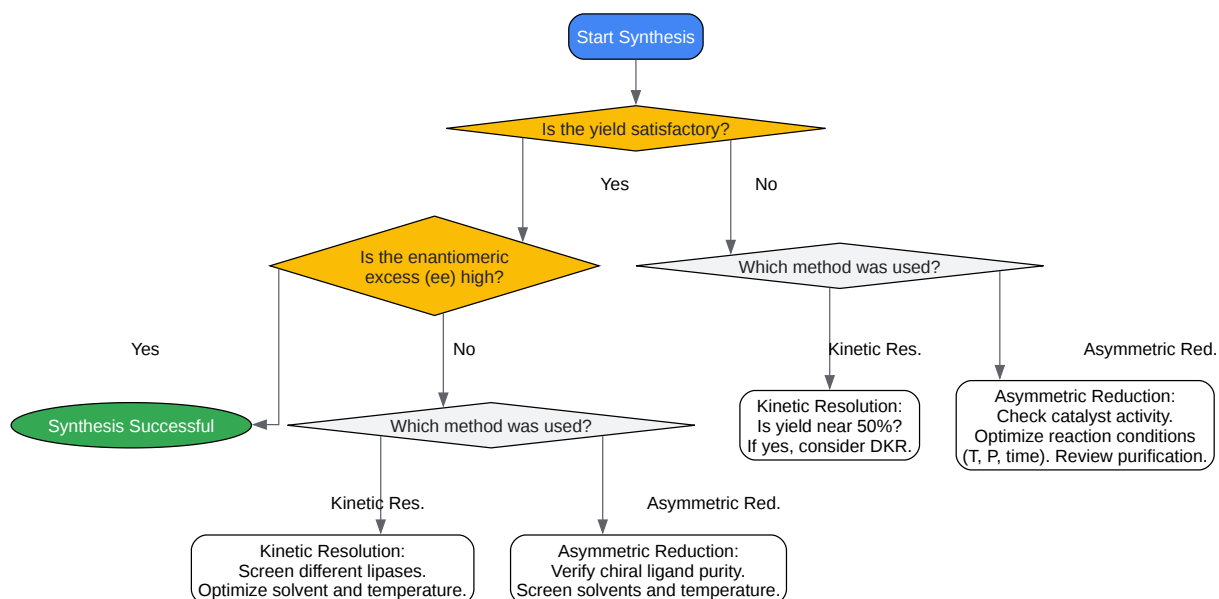 Start Synthesis
Is the yield satisfactory?
Yes
No
Is the enantiomeric
excess (ee) high?
Which method was used?
Yes
No
Kinetic Res.
Asymmetric Red.
Synthesis Successful
Which method was used?
Kinetic Resolution:
Is yield near 50%?
If yes, consider DKR.
Asymmetric Reduction:
Check catalyst activity.
Optimize reaction conditions
(T, P, time). Review purification.
Kinetic Res.
Asymmetric Red.
Kinetic Resolution:
Screen different lipases.
Optimize solvent and temperature.
Asymmetric Reduction:
Verify chiral ligand purity.
Screen solvents and temperature.